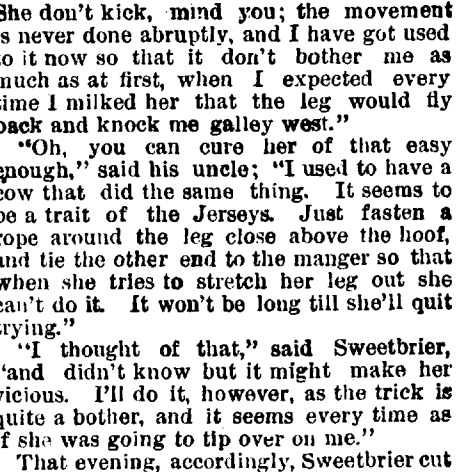 She don't kick, mind you; the movement
is never done abruptly, and I have got used
to it now so that it don't bother me as
much as at first, when I expected every
time I milked her that the leg would fly
back and knock me galley west."
"Oh, you can cure her of that easy
enough," said his uncle; "I used to have a
cow that did the same thing. It seems to
be a trait of the Jerseys. Just fasten a
rope around the leg close above the hoof,
and tie the other end to the manger so that
when she tries to stretch her leg out she
can't do it. It won't be long till she'll quit
trying."
"I thought of that," said Sweetbrier,
"and didn't know but it might make her
vicious. I'll do it, however, as the trick is
quite a bother, and it seems every time as
if she was going to tip over on me."
That evening, accordingly, Sweetbrier cut